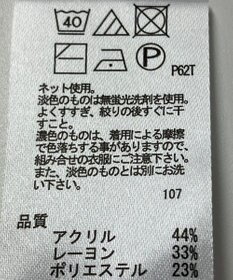 40
P
P62T
ネット使用。
淡色のものは無蛍光洗剤を使用。
よくすすぎ、絞りの後すぐに干
すこと。
濃色のものは、着用による摩擦
で色落ちする事がありますので、
組み合せの衣服にご注意下さい。
また、淡色のものとは別にお洗
い下さい。
107
品質
アクリル 44%
レーヨン 33%
ポリエステル 23%